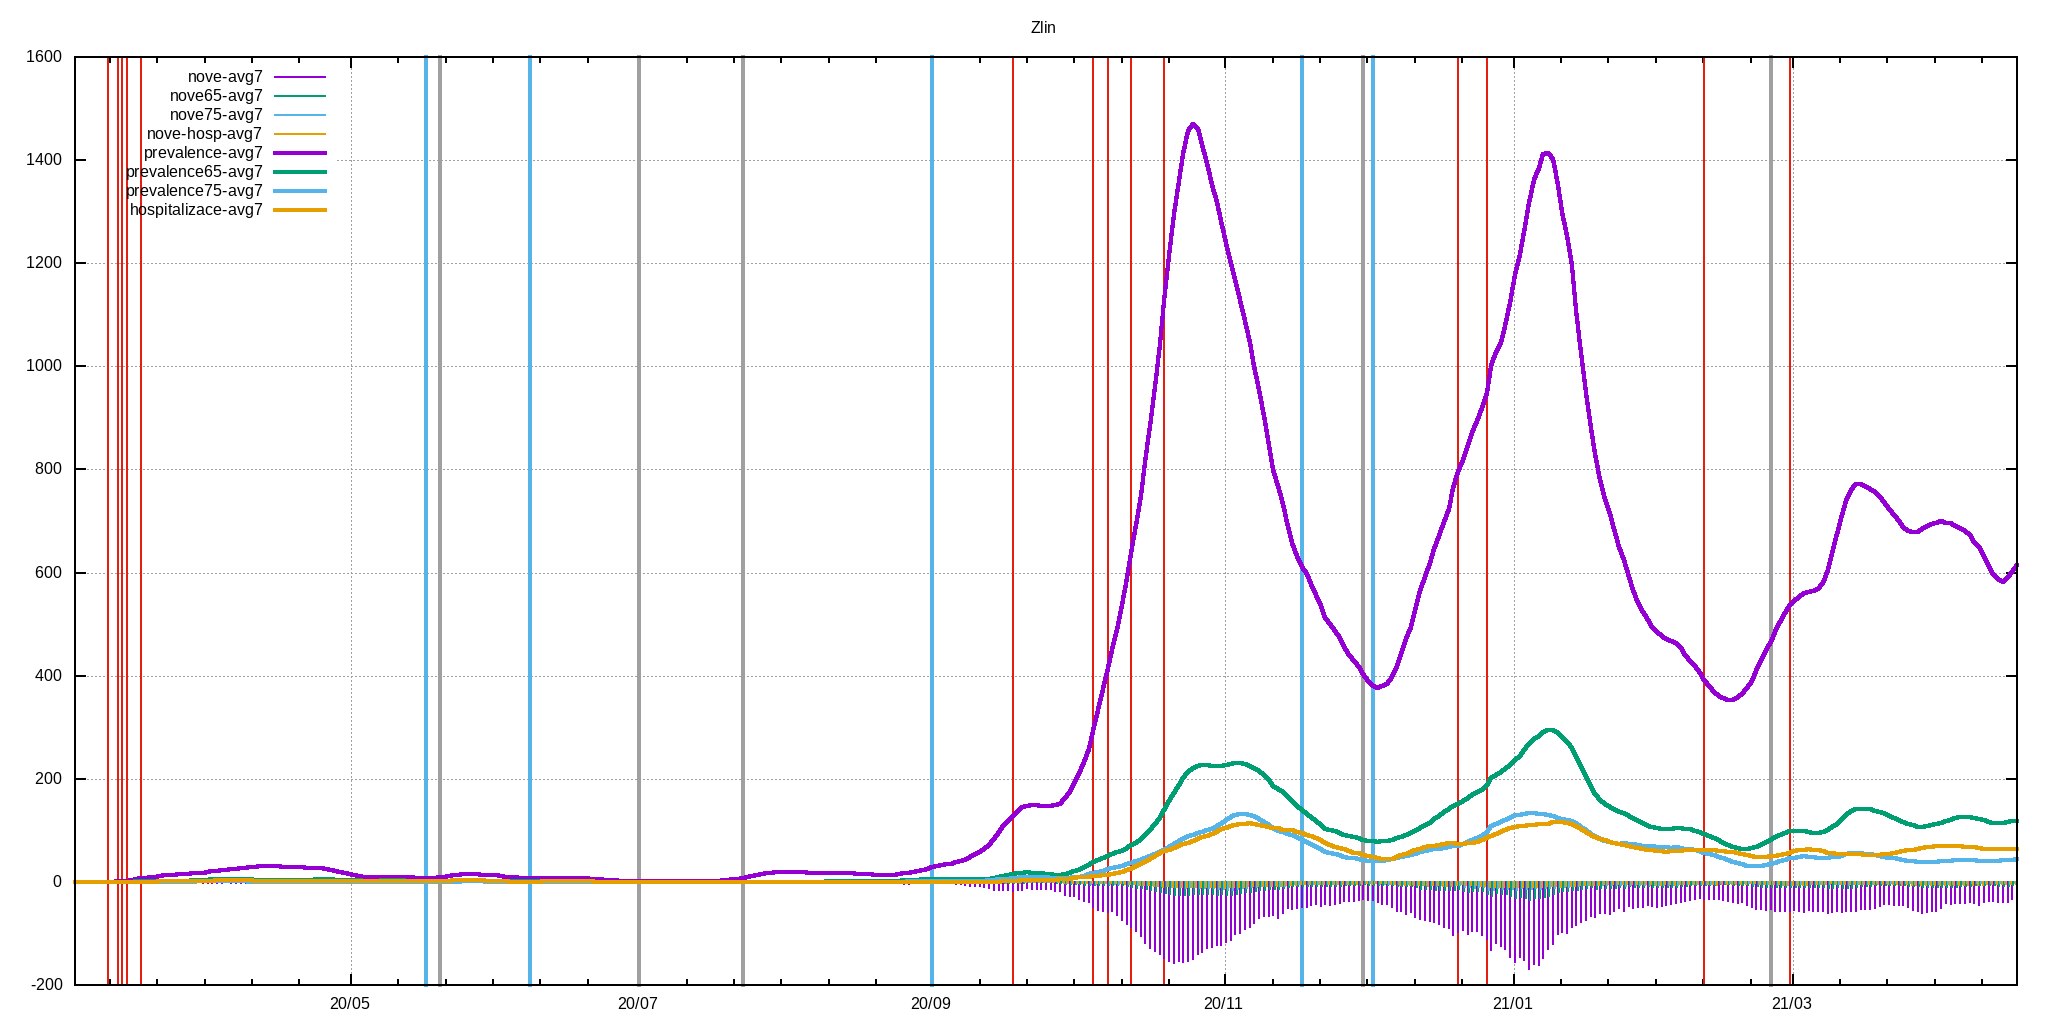 Zlin
1600
1400
1200
1000
800
600
400
200
0
-200
nove-avg7
nove65-avg7
nove75-avg7
nove-hosp-avg7
prevalence-avg7
prevalence65-avg7
prevalence75-avg7
hospitalizace-avg7
20/05 20/07 20/09 20/11 21/01 21/03